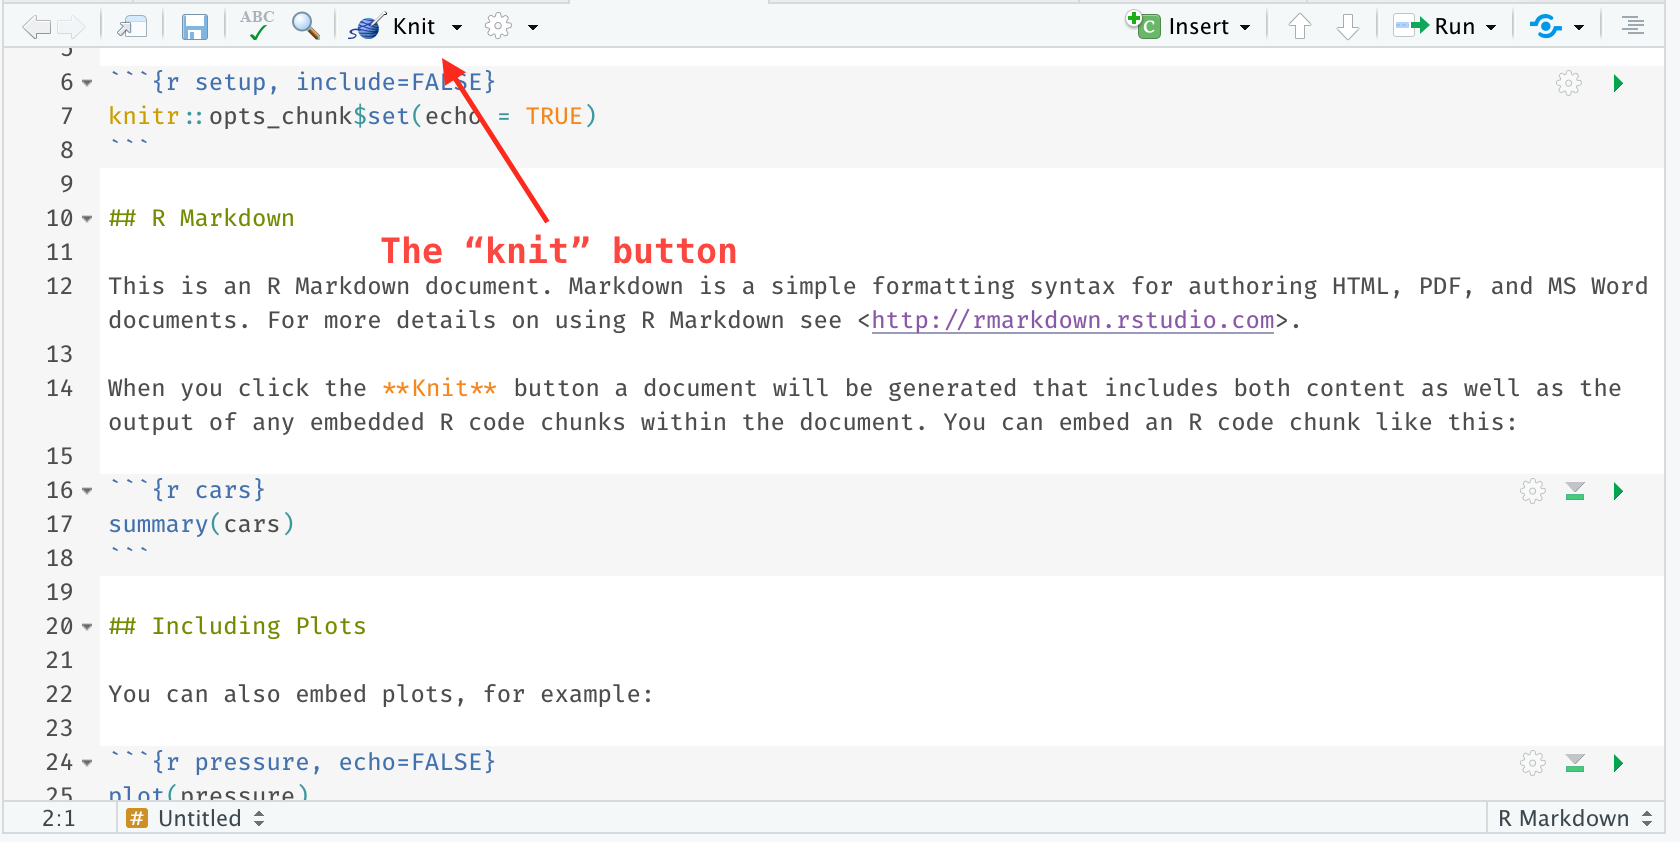 ABC Knit Insert Run
5
6 ```{r setup, include=FALSE}
7 knitr::opts_chunk$set(echo = TRUE)
8 ```
9
10 ## R Markdown
The “knit” button
11
12 This is an R Markdown document. Markdown is a simple formatting syntax for authoring HTML, PDF, and MS Word
documents. For more details on using R Markdown see <http://rmarkdown.rstudio.com>.
13
14 When you click the **Knit** button a document will be generated that includes both content as well as the
output of any embedded R code chunks within the document. You can embed an R code chunk like this:
15
16 ```{r cars}
17 summary(cars)
18 ```
19
20 ## Including Plots
21
22 You can also embed plots, for example:
23
24 ```{r pressure, echo=FALSE}
25 plot(pressure)
2:1 # Untitled R Markdown